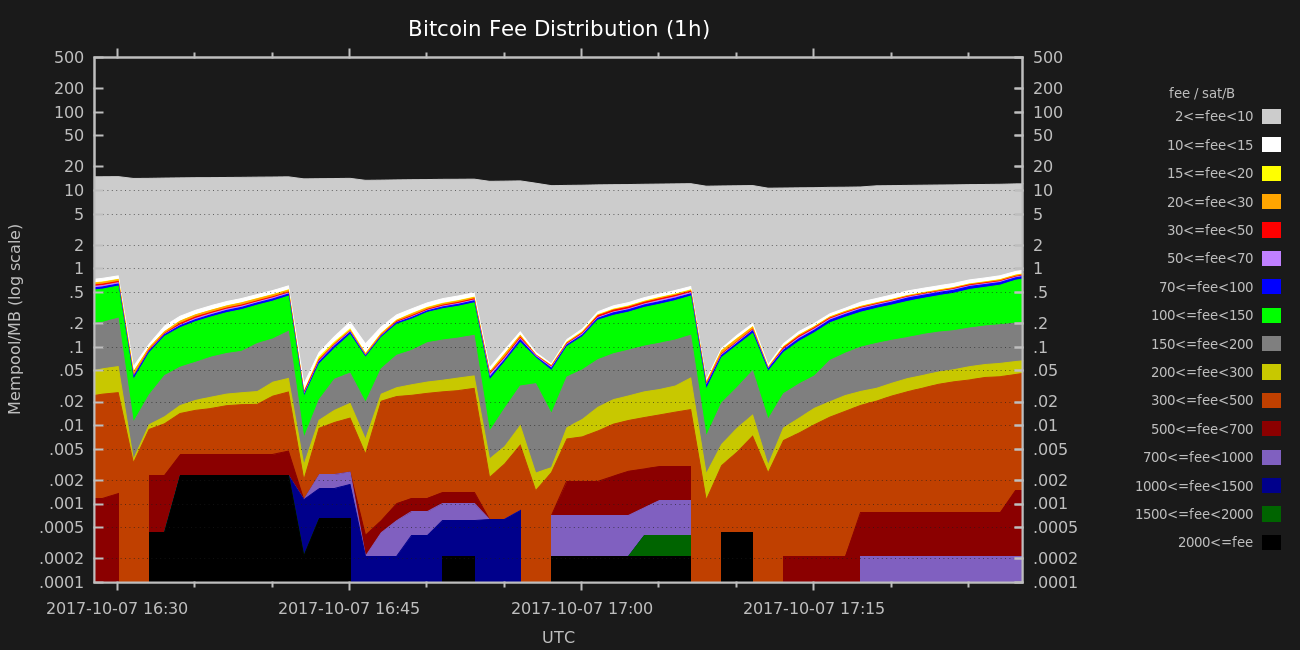 Bitcoin Fee Distribution (1h)
500
200
100
50
20
10
5
2
1
.5
.2
.1
.05
.02
.01
.005
.002
.001
.0005
.0002
.0001
Mempool/MB (log scale)
500
200
100
50
20
10
5
2
1
.5
.2
.1
.05
.02
.01
.005
.002
.001
.0005
.0002
.0001
2017-10-07 16:30
2017-10-07 16:45
2017-10-07 17:00
2017-10-07 17:15
UTC
fee / sat/B
2<=fee<10
10<=fee<15
15<=fee<20
20<=fee<30
30<=fee<50
50<=fee<70
70<=fee<100
100<=fee<150
150<=fee<200
200<=fee<300
300<=fee<500
500<=fee<700
700<=fee<1000
1000<=fee<1500
1500<=fee<2000
2000<=fee